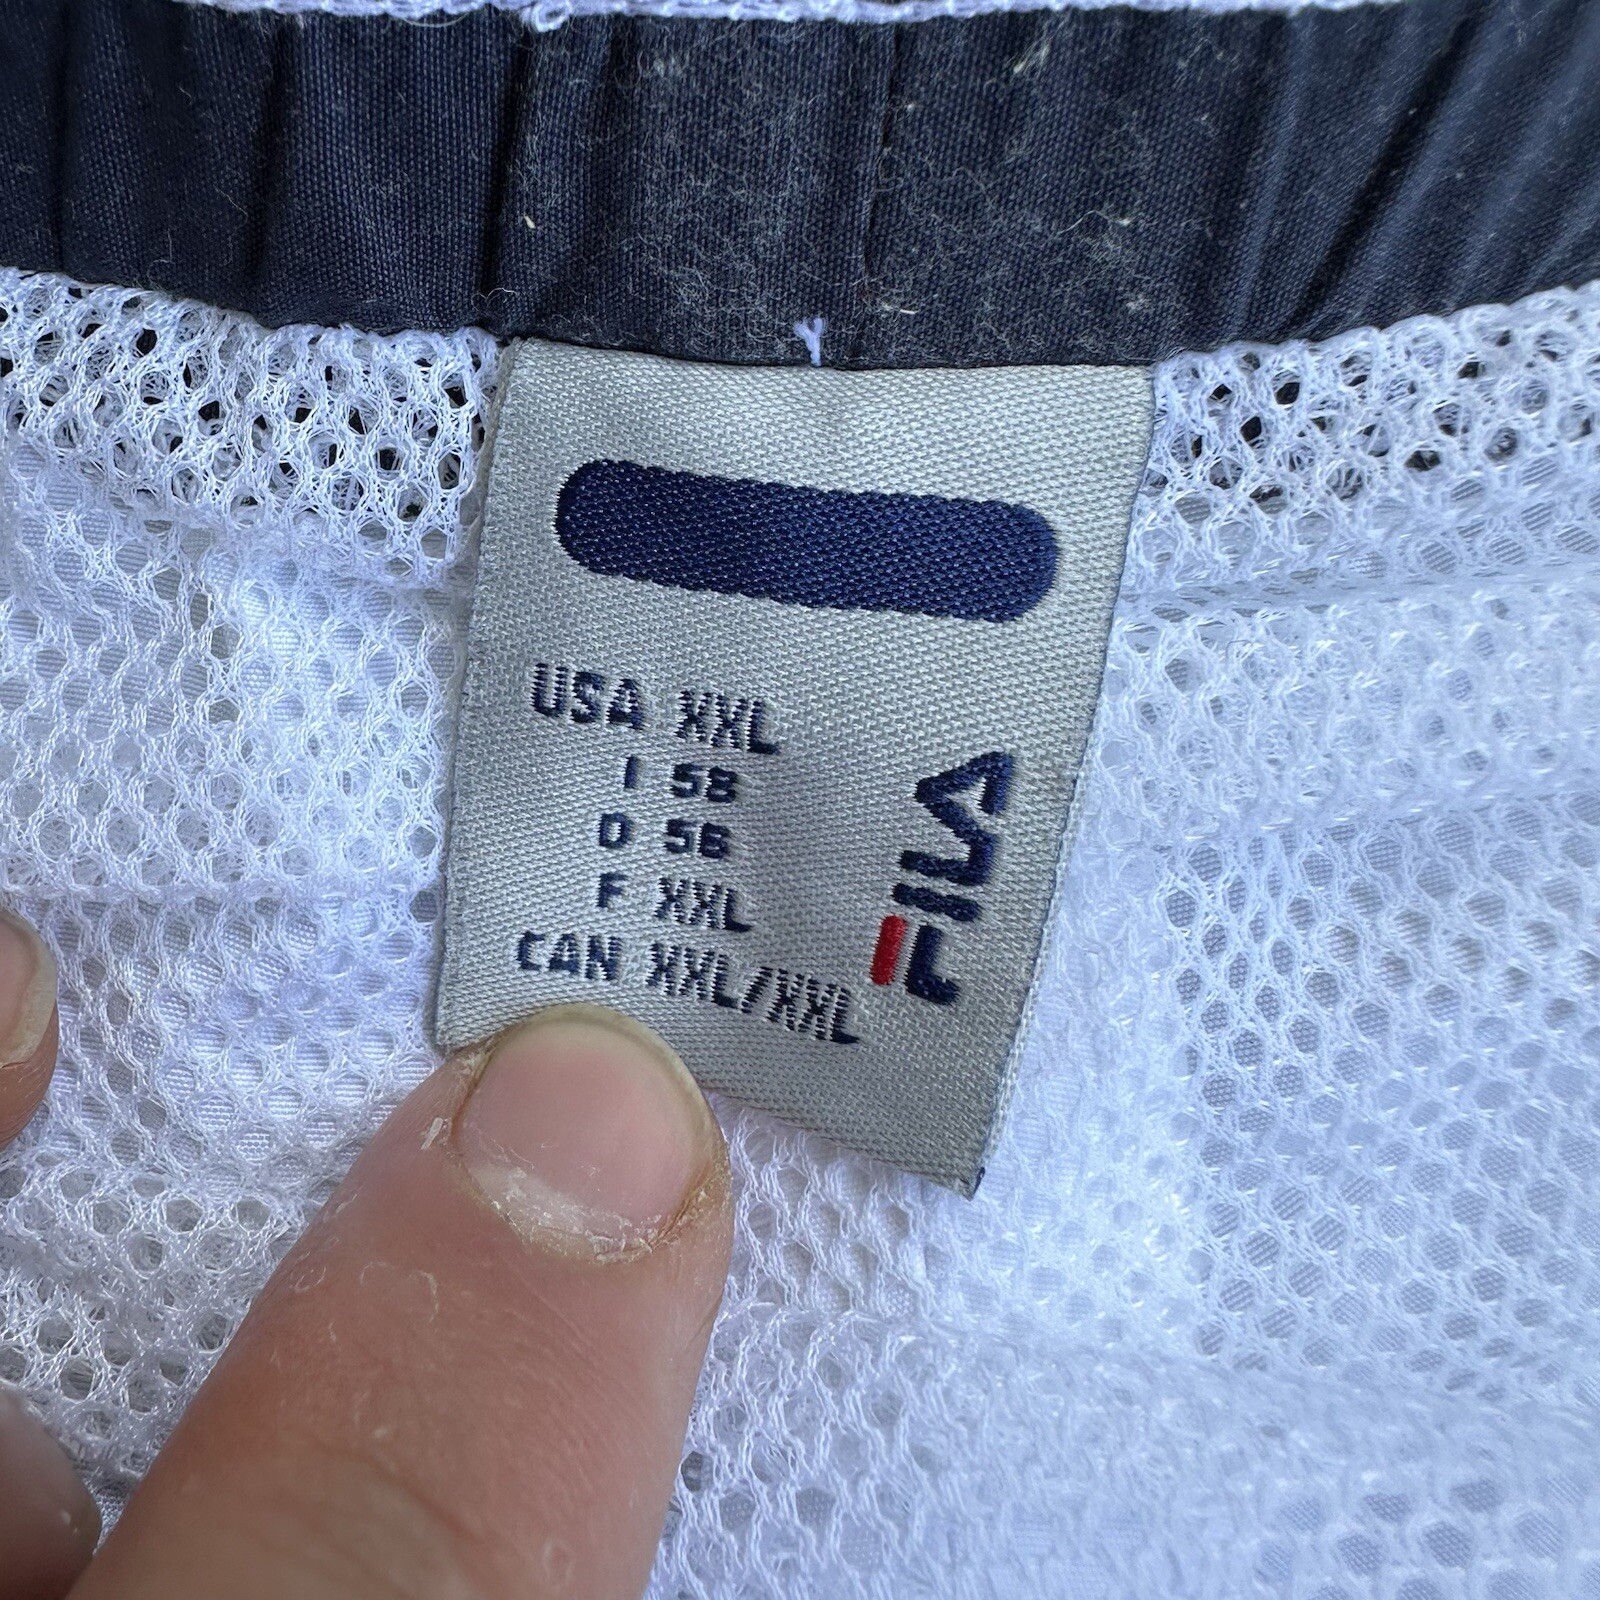 USA XXL
I 58
D 56
F XXL
CAN XXL/XXL
FILA